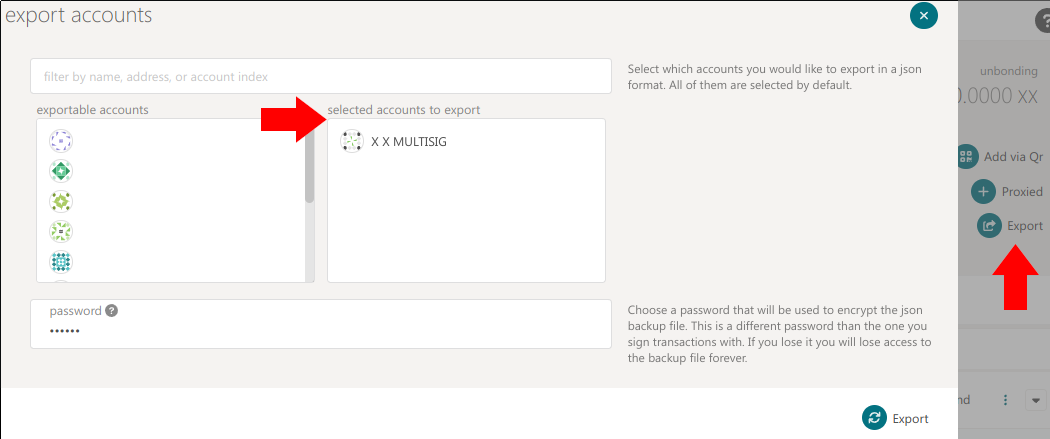 export accounts
filter by name, address, or account index
Select which accounts you would like to export in a json
format. All of them are selected by default.
exportable accounts
selected accounts to export
X X MULTISIG
password ?
••••••
Choose a password that will be used to encrypt the json
backup file. This is a different password than the one you
sign transactions with. If you lose it you will lose access to
the backup file forever.
Export
?
unbonding
0.0000 XX
Add via Qr
Proxied
Export
nd